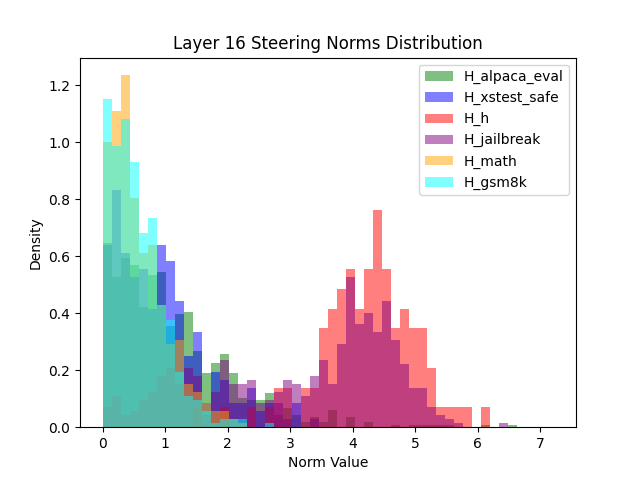 Layer 16 Steering Norms Distribution
Density
1.2
1.0
0.8
0.6
0.4
0.2
0.0
H_alpaca_eval
H_xstest_safe
H_h
H_jailbreak
H_math
H_gsm8k
0 1 2 3 4 5 6 7
Norm Value